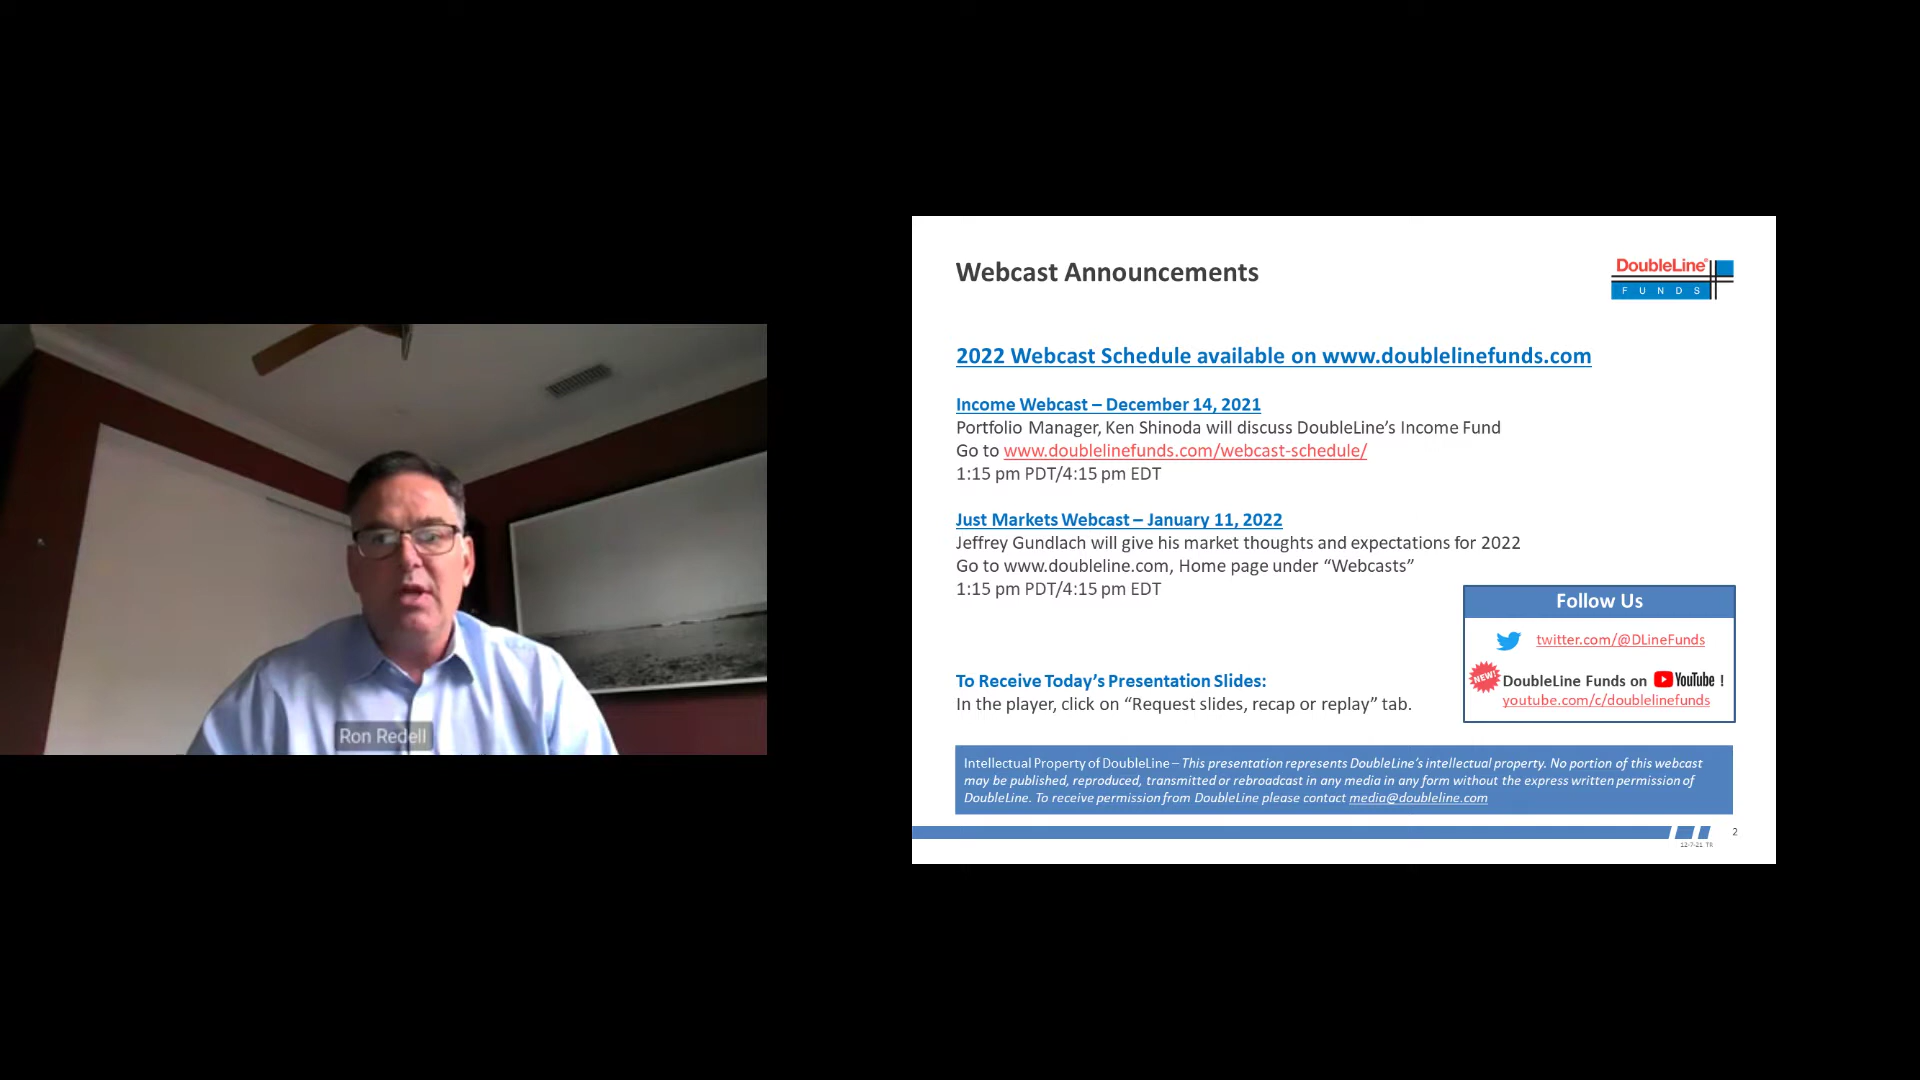 Webcast Announcements
DoubleLine®
FUNDS
2022 Webcast Schedule available on www.doublelinefunds.com
Income Webcast – December 14, 2021
Portfolio Manager, Ken Shinoda will discuss DoubleLine’s Income Fund
Go to www.doublelinefunds.com/webcast-schedule/
1:15 pm PDT/4:15 pm EDT
Just Markets Webcast – January 11, 2022
Jeffrey Gundlach will give his market thoughts and expectations for 2022
Go to www.doubleline.com, Home page under “Webcasts”
1:15 pm PDT/4:15 pm EDT
Follow Us
twitter.com/@DLineFunds
NEW!
DoubleLine Funds on YouTube !
youtube.com/c/doublelinefunds
To Receive Today’s Presentation Slides:
In the player, click on “Request slides, recap or replay” tab.
Ron Redell
Intellectual Property of DoubleLine – This presentation represents DoubleLine’s intellectual property. No portion of this webcast
may be published, reproduced, transmitted or rebroadcast in any media in any form without the express written permission of
DoubleLine. To receive permission from DoubleLine please contact media@doubleline.com
2
12-7-21 TR